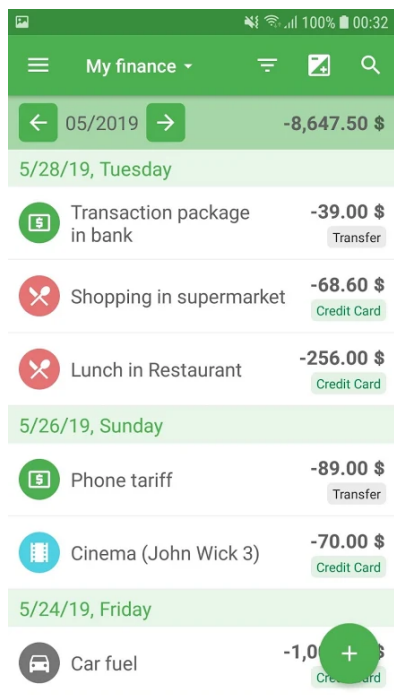 100% 00:32
My finance
05/2019 -8,647.50 $
5/28/19, Tuesday
Transaction package -39.00 $
in bank Transfer
Shopping in supermarket -68.60 $
Credit Card
Lunch in Restaurant -256.00 $
Credit Card
5/26/19, Sunday
Phone tariff -89.00 $
Transfer
Cinema (John Wick 3) -70.00 $
Credit Card
5/24/19, Friday
Car fuel $